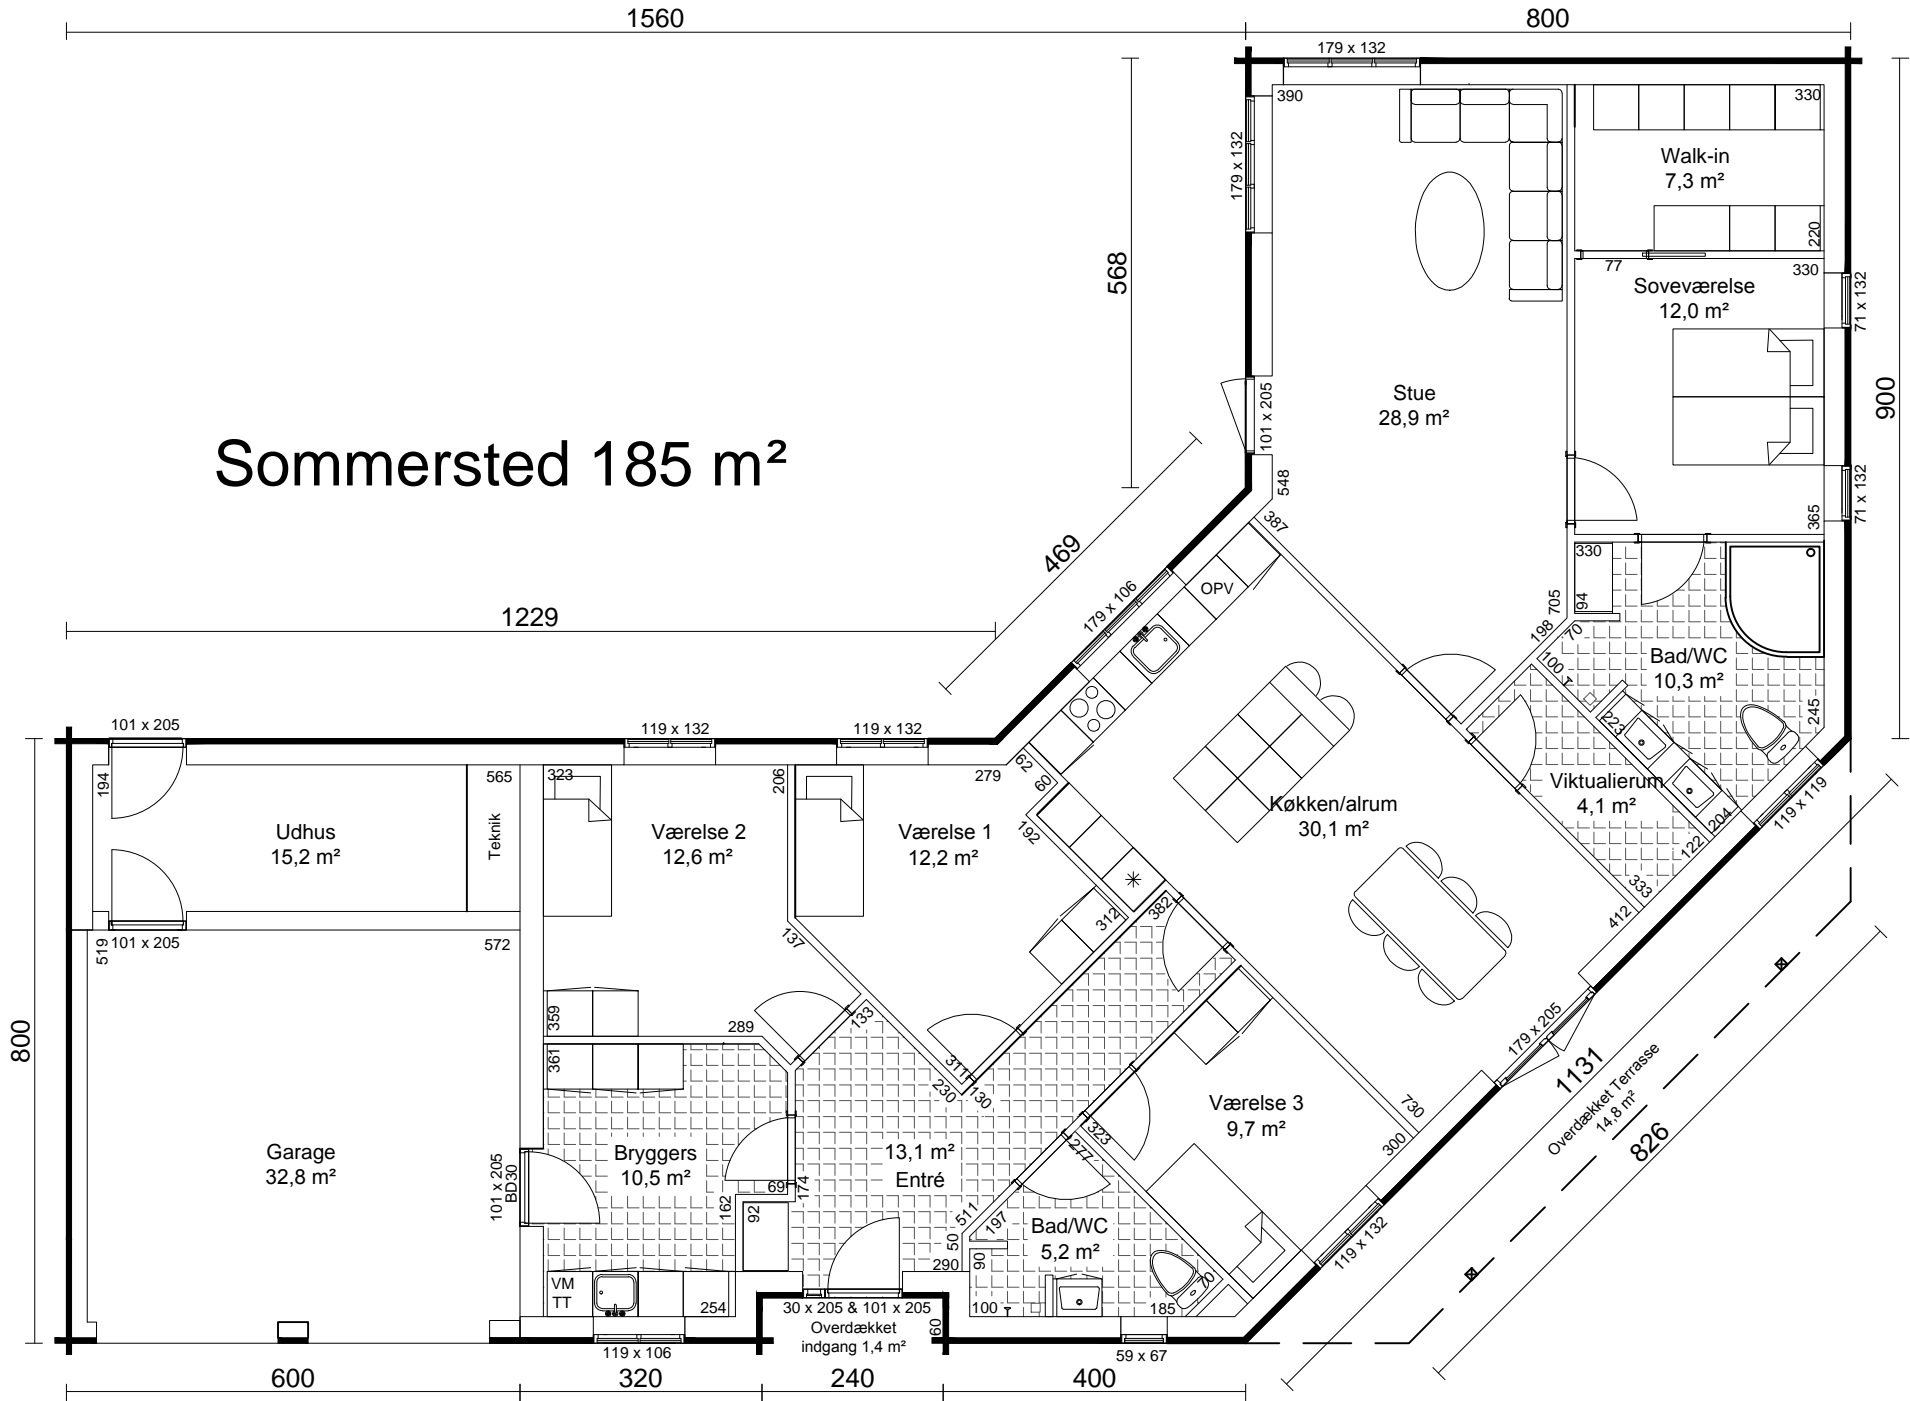 1560
800
179 x 132
390
330
179 x 132
Walk-in
7,3 m²
220
77
330
568
Soveværelse
12,0 m²
71 x 132
900
Stue
28,9 m²
101 x 205
Sommersted 185 m²
548
71 x 132
365
387
469
330
OPV
179 x 106
94
705
198
70
1229
100
Bad/WC
10,3 m²
245
223
101 x 205
119 x 132
119 x 132
194
565
323
206
279
62
60
Viktualierum
4,1 m²
204
119 x 119
122
Udhus
15,2 m²
Teknik
Værelse 2
12,6 m²
Værelse 1
12,2 m²
192
Køkken/alrum
30,1 m²
333
412
312
382
101 x 205
519
572
137
359
289
133
800
361
311
230
130
179 x 205
1131
Overdækket Terrasse
14,8 m²
826
730
300
Værelse 3
9,7 m²
323
277
Garage
32,8 m²
Bryggers
10,5 m²
13,1 m²
Entré
101 x 205
BD30
69
174
162
92
511
197
50
90
290
Bad/WC
5,2 m²
70
119 x 132
VM
TT
254
30 x 205 & 101 x 205
Overdækket
indgang 1,4 m²
60
100
185
119 x 106
59 x 67
600
320
240
400